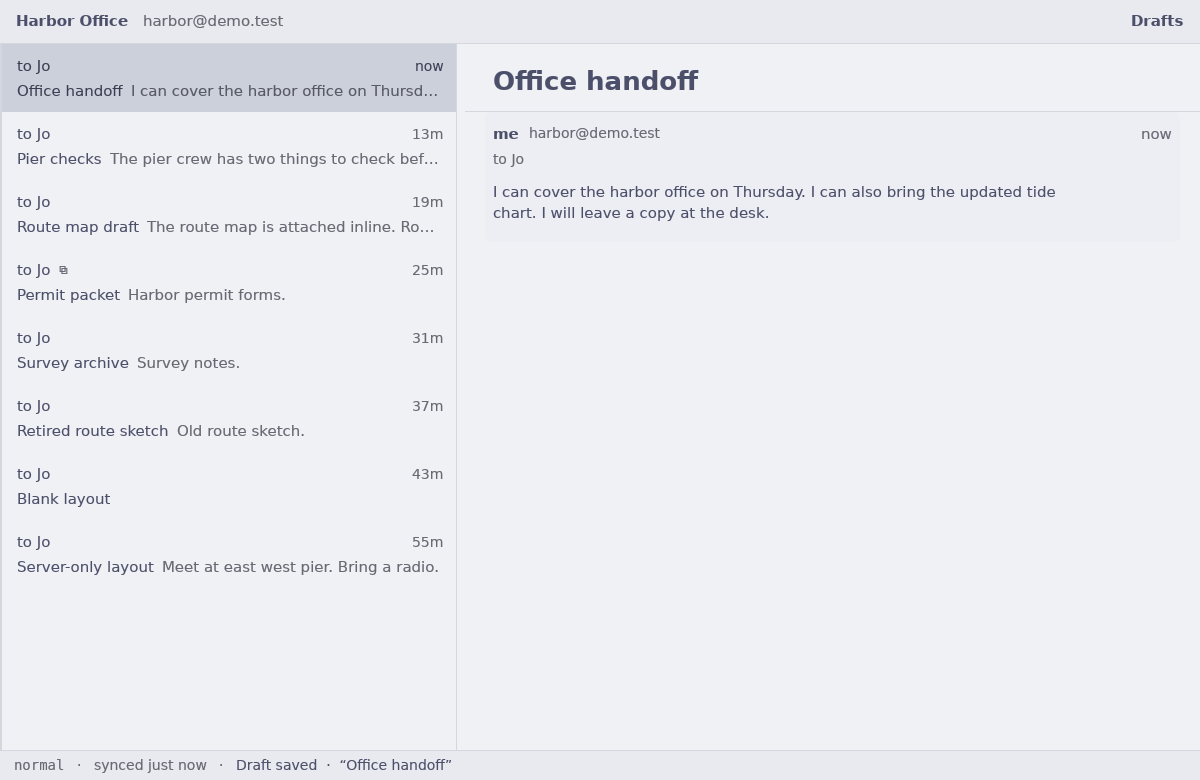 Harbor Office harbor@demo.test Drafts
to Jo now
Office handoff I can cover the harbor office on Thursd…
to Jo 13m
Pier checks The pier crew has two things to check bef…
to Jo 19m
Route map draft The route map is attached inline. Ro…
to Jo 25m
Permit packet Harbor permit forms.
to Jo 31m
Survey archive Survey notes.
to Jo 37m
Retired route sketch Old route sketch.
to Jo 43m
Blank layout
to Jo 55m
Server-only layout Meet at east west pier. Bring a radio.
Office handoff
me harbor@demo.test now
to Jo
I can cover the harbor office on Thursday. I can also bring the updated tide
chart. I will leave a copy at the desk.
normal · synced just now · Draft saved · “Office handoff”